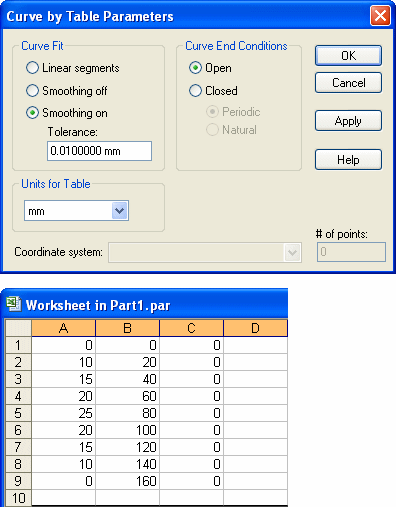 Curve by Table Parameters
Curve Fit
Linear segments
Smoothing off
Smoothing on
Tolerance:
0.0100000 mm
Curve End Conditions
Open
Closed
Periodic
Natural
OK
Cancel
Apply
Help
Units for Table
mm
Coordinate system:
# of points:
0
Worksheet in Part1.par
A B C D
1 0 0 0
2 10 20 0
3 15 40 0
4 20 60 0
5 25 80 0
6 20 100 0
7 15 120 0
8 10 140 0
9 0 160 0
10